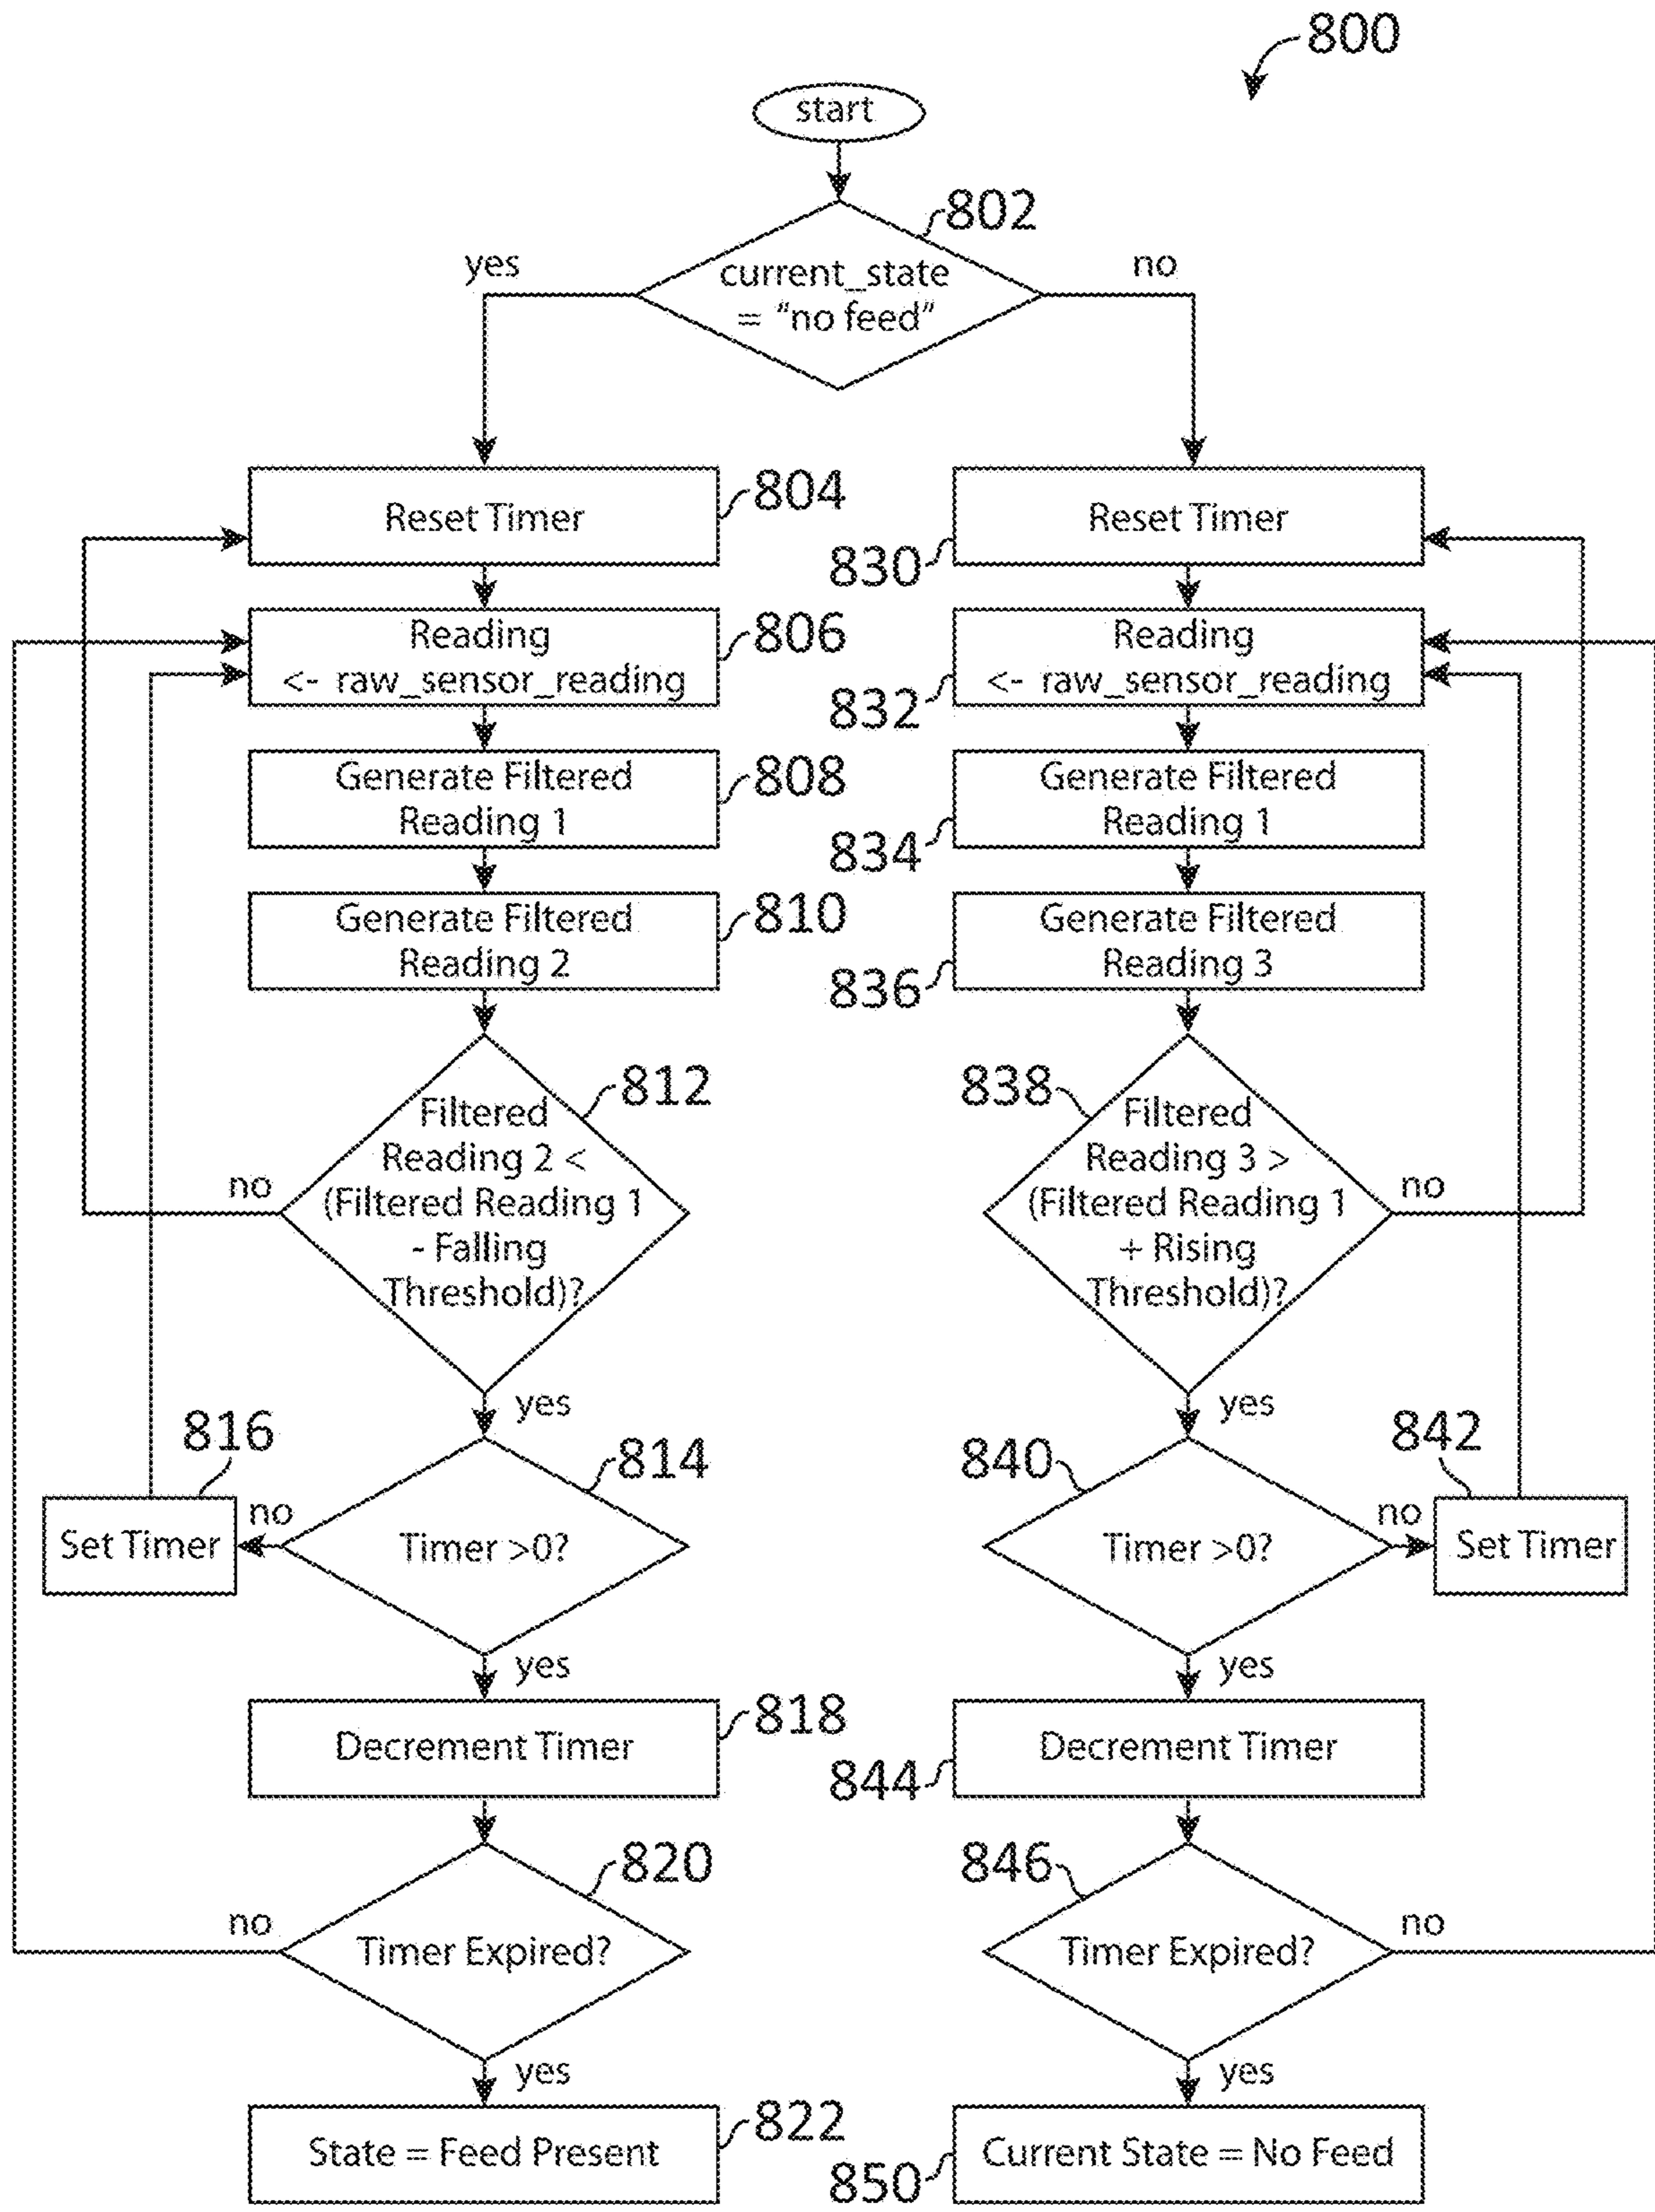 800
start
802
yes
no
current_state
= "no feed"
804
Reset Timer
Reset Timer
830
Reading
<- raw_sensor_reading
806
Reading
<- raw_sensor_reading
832
Generate Filtered
Reading 1
808
Generate Filtered
Reading 1
834
Generate Filtered
Reading 2
810
Generate Filtered
Reading 3
836
812
Filtered
Reading 2 <
(Filtered Reading 1
- Falling
Threshold)?
no
yes
838
Filtered
Reading 3 >
(Filtered Reading 1
+ Rising
Threshold)?
no
yes
816
Set Timer
no
814
Timer >0?
yes
840
Timer >0?
no
842
Set Timer
yes
Decrement Timer
818
Decrement Timer
844
820
no
Timer Expired?
yes
846
Timer Expired?
no
yes
State = Feed Present
822
Current State = No Feed
850